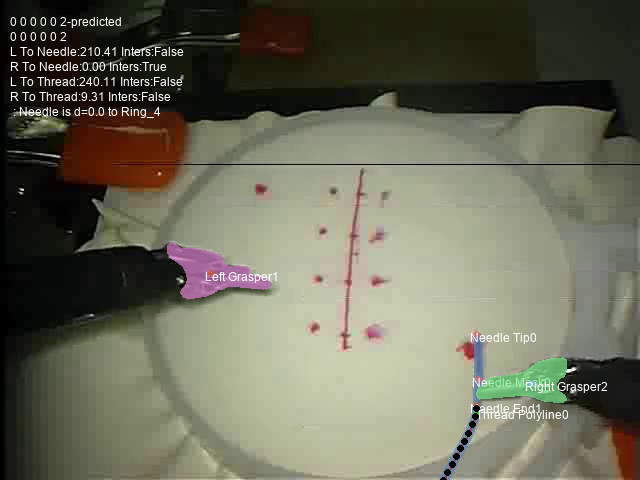 0 0 0 0 0 2-predicted
0 0 0 0 0 2
L To Needle:210.41 Inters:False
R To Needle:0.00 Inters:True
L To Thread:240.11 Inters:False
R To Thread:9.31 Inters:False
: Needle is d=0.0 to Ring_4
Left Grasper1
Needle Tip0
Right Grasper2
Needle End1
Thread Polyline0